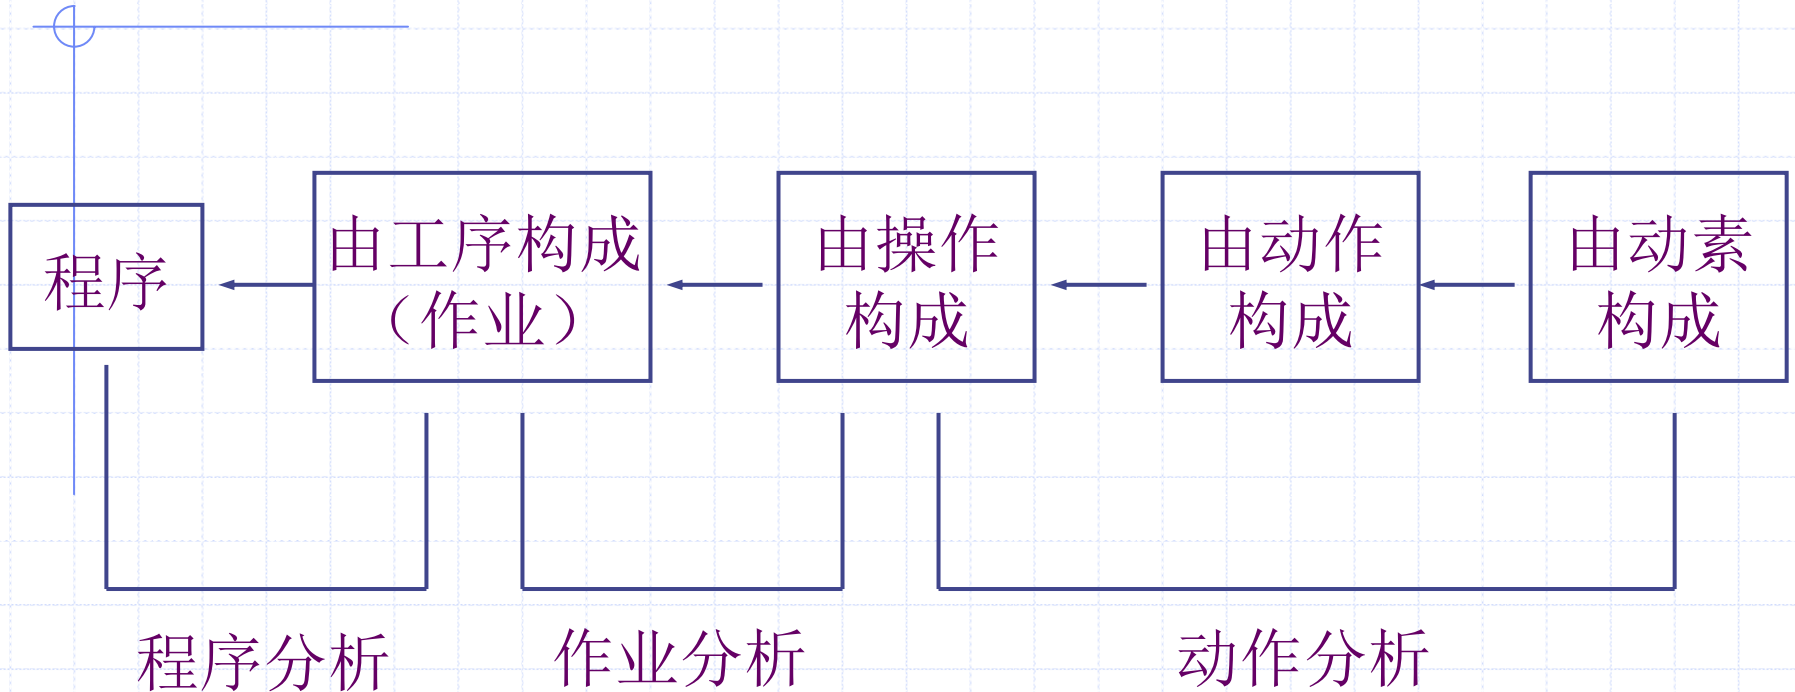 程序
由工序构成
（作业）
由操作
构成
由动作
构成
由动素
构成
程序分析
作业分析
动作分析